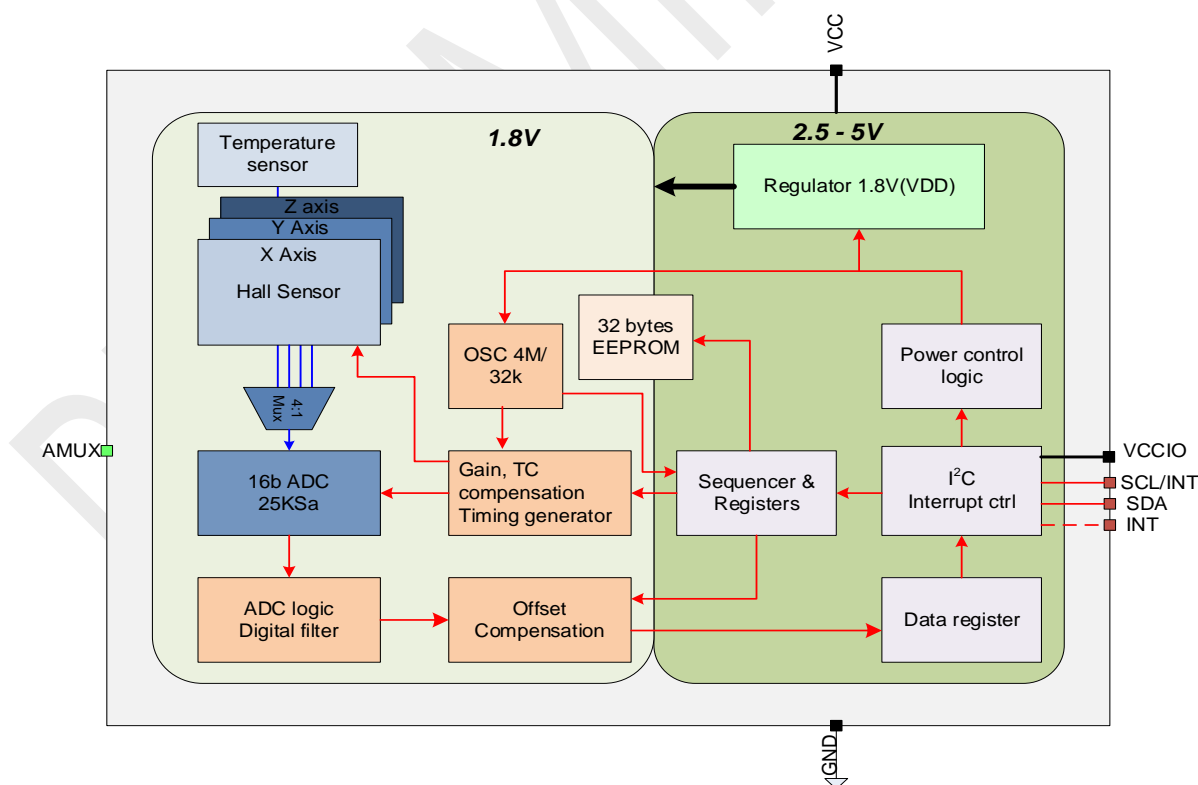 VCC
1.8V
2.5 - 5V
Temperature
sensor
Regulator 1.8V(VDD)
Z axis
Y Axis
X Axis
Hall Sensor
32 bytes
EEPROM
OSC 4M/
32k
Power control
logic
4:1
Mux
AMUX
VCCIO
16b ADC
25KSa
Gain, TC
compensation
Timing generator
Sequencer &
Registers
I²C
Interrupt ctrl
SCL/INT
SDA
INT
ADC logic
Digital filter
Offset
Compensation
Data register
GND